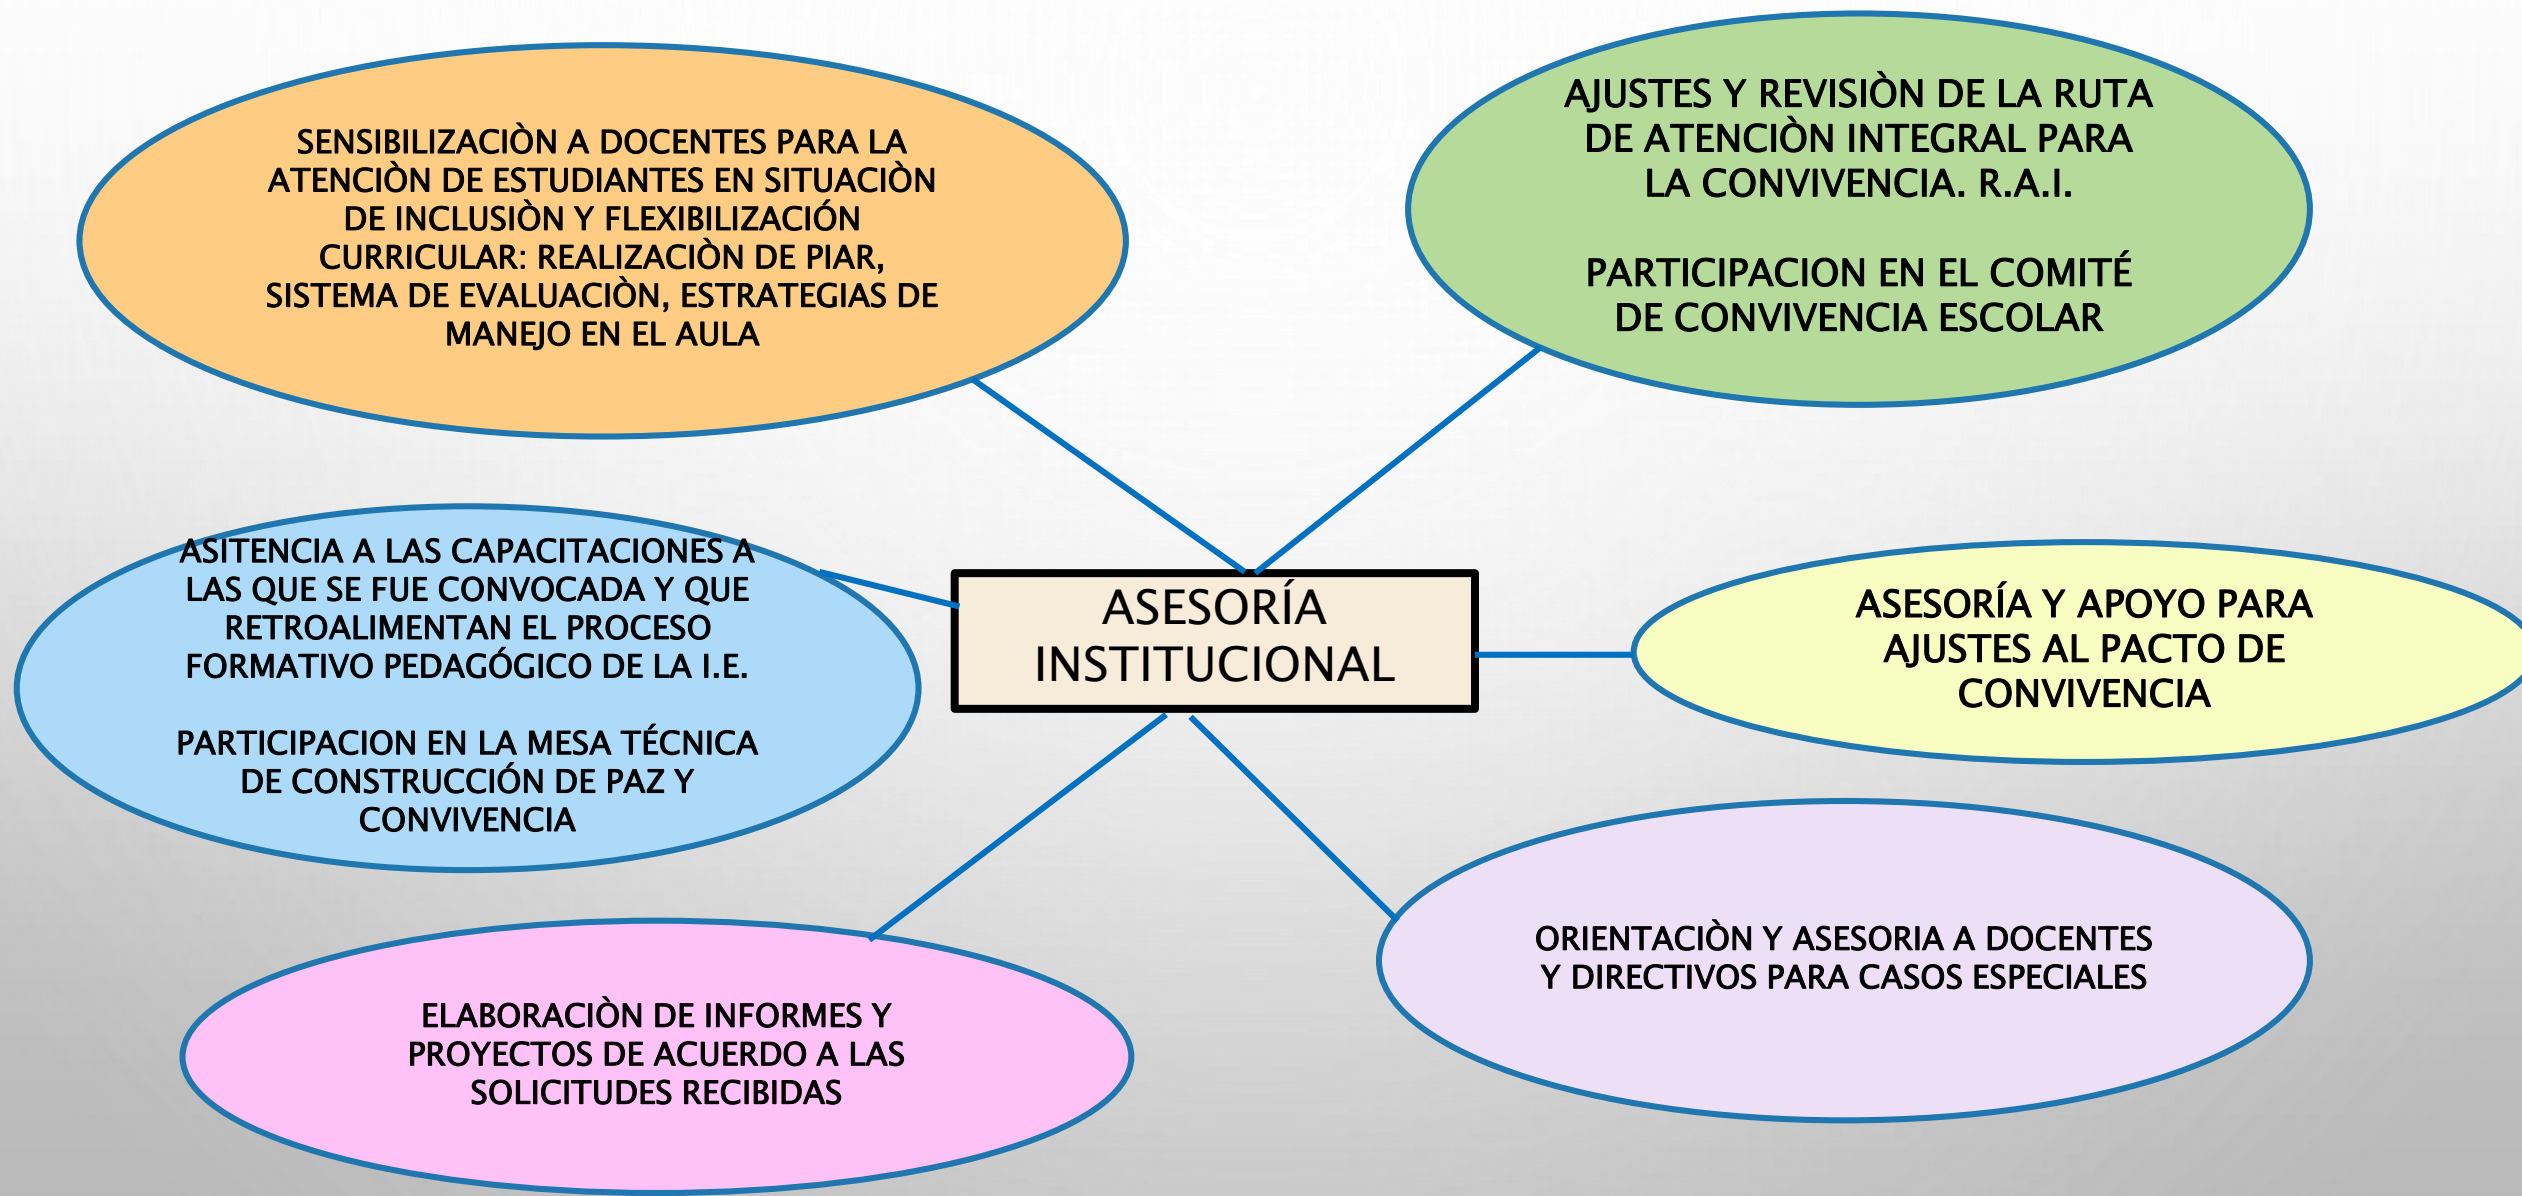 SENSIBILIZACIÒN A DOCENTES PARA LA
ATENCIÒN DE ESTUDIANTES EN SITUACIÒN
DE INCLUSIÒN Y FLEXIBILIZACIÓN
CURRICULAR: REALIZACIÒN DE PIAR,
SISTEMA DE EVALUACIÒN, ESTRATEGIAS DE
MANEJO EN EL AULA
AJUSTES Y REVISIÒN DE LA RUTA
DE ATENCIÒN INTEGRAL PARA
LA CONVIVENCIA. R.A.I.
PARTICIPACION EN EL COMITÉ
DE CONVIVENCIA ESCOLAR
ASITENCIA A LAS CAPACITACIONES A
LAS QUE SE FUE CONVOCADA Y QUE
RETROALIMENTAN EL PROCESO
FORMATIVO PEDAGÓGICO DE LA I.E.
PARTICIPACION EN LA MESA TÉCNICA
DE CONSTRUCCIÓN DE PAZ Y
CONVIVENCIA
ASESORÍA
INSTITUCIONAL
ASESORÍA Y APOYO PARA
AJUSTES AL PACTO DE
CONVIVENCIA
ELABORACIÒN DE INFORMES Y
PROYECTOS DE ACUERDO A LAS
SOLICITUDES RECIBIDAS
ORIENTACIÒN Y ASESORIA A DOCENTES
Y DIRECTIVOS PARA CASOS ESPECIALES